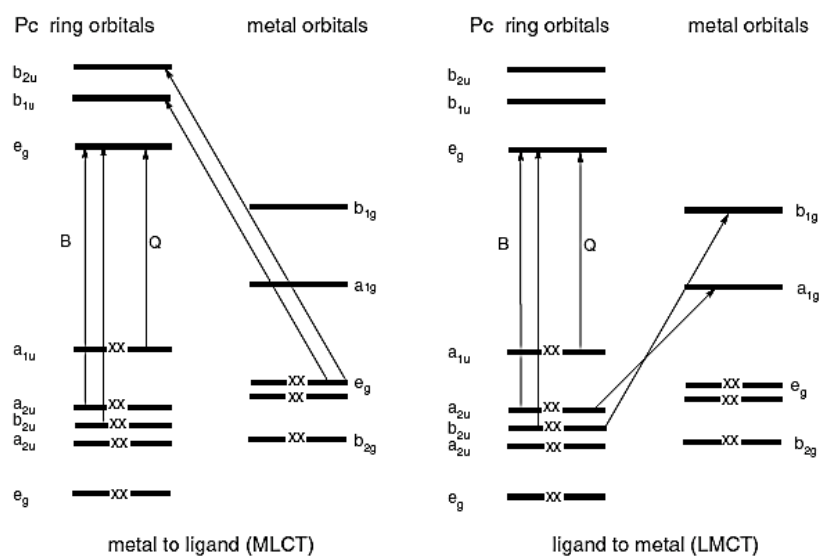 Pc ring orbitals metal orbitals Pc ring orbitals metal orbitals
b2u b2u
b1u b1u
eg eg
b1g b1g
B Q B Q
a1g a1g
a1u XX a1u XX
XX eg XX eg
a2u XX XX a2u XX XX
b2u XX b2u XX
a2u XX XX b2g a2u XX XX b2g
eg XX eg XX
metal to ligand (MLCT) ligand to metal (LMCT)